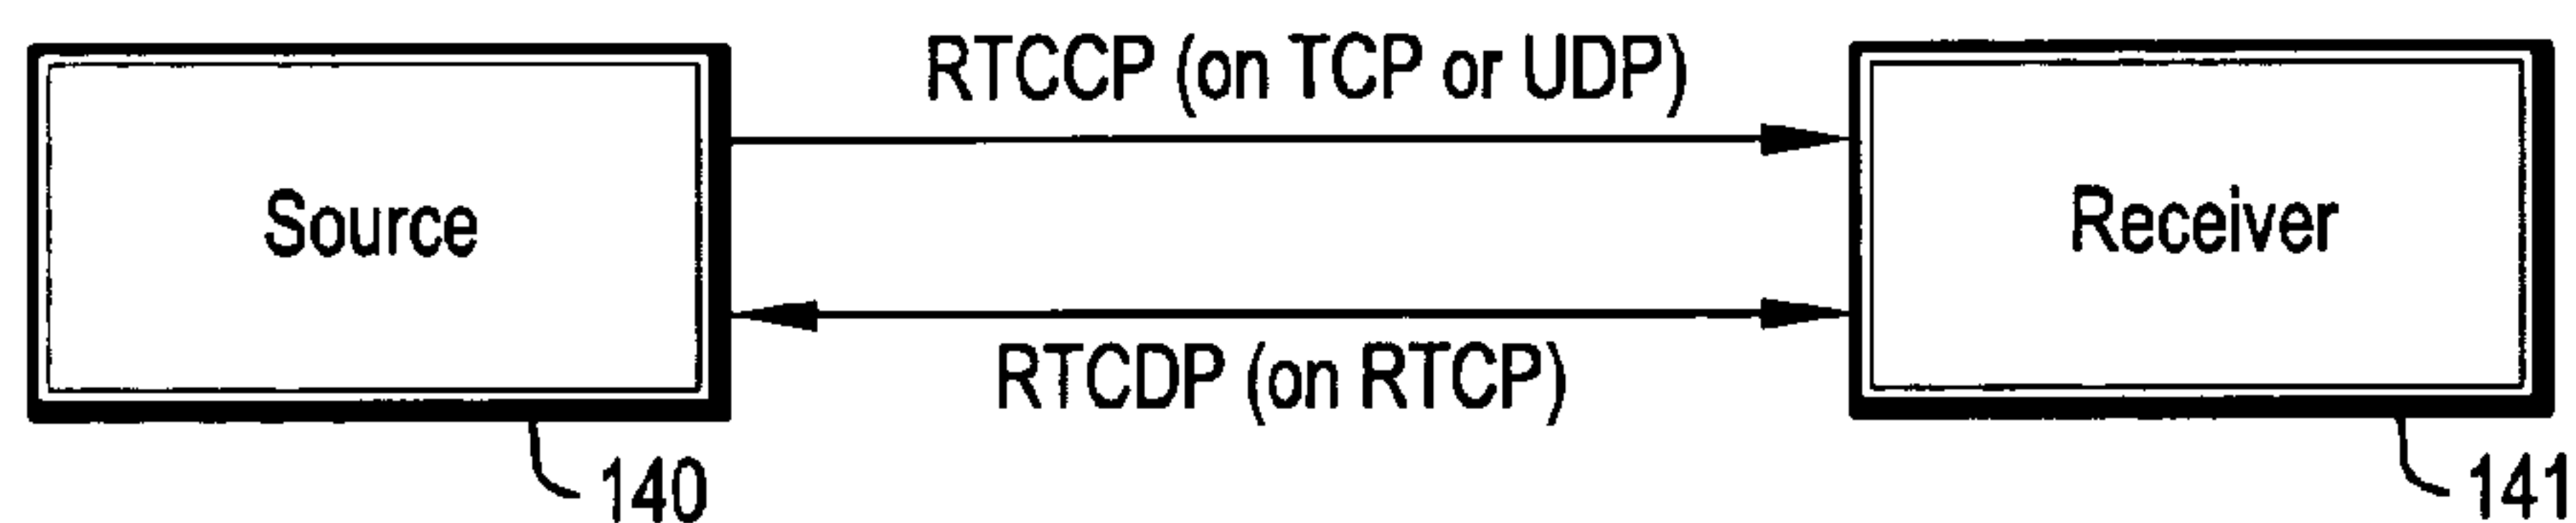 RTCCP (on TCP or UDP)
Source
Receiver
RTCDP (on RTCP)
140
141